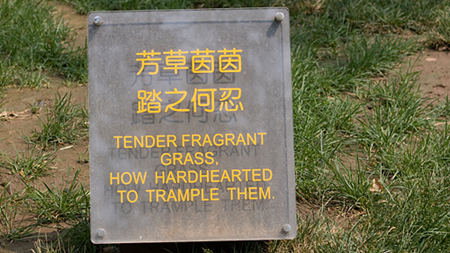 芳草茵茵
踏之何忍
TENDER FRAGRANT
GRASS,
HOW HARDHEARTED
TO TRAMPLE THEM.